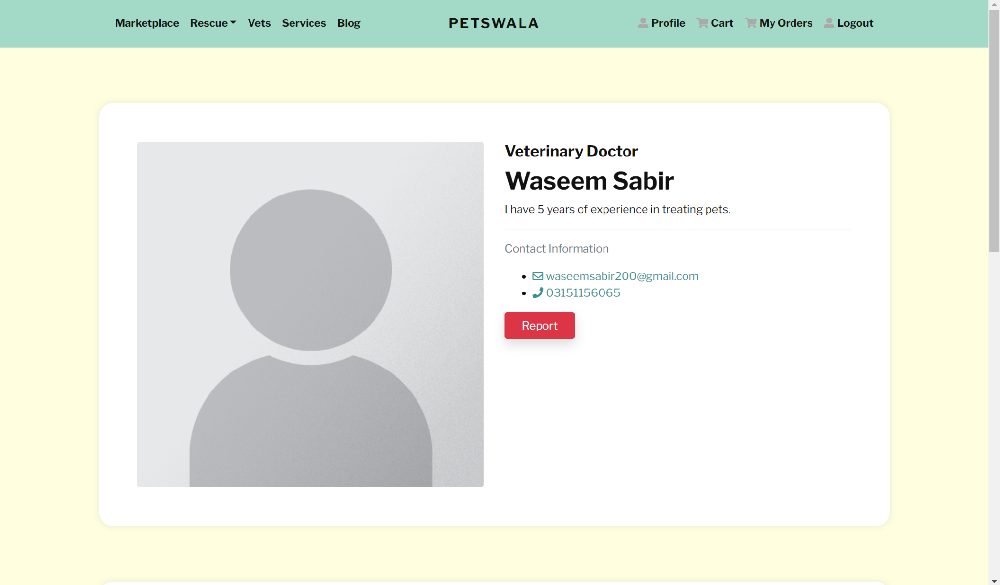 Marketplace Rescue Vets Services Blog PETSWALA Profile Cart My Orders Logout
Veterinary Doctor
Waseem Sabir
I have 5 years of experience in treating pets.
Contact Information
waseemsabir200@gmail.com
03151156065
Report